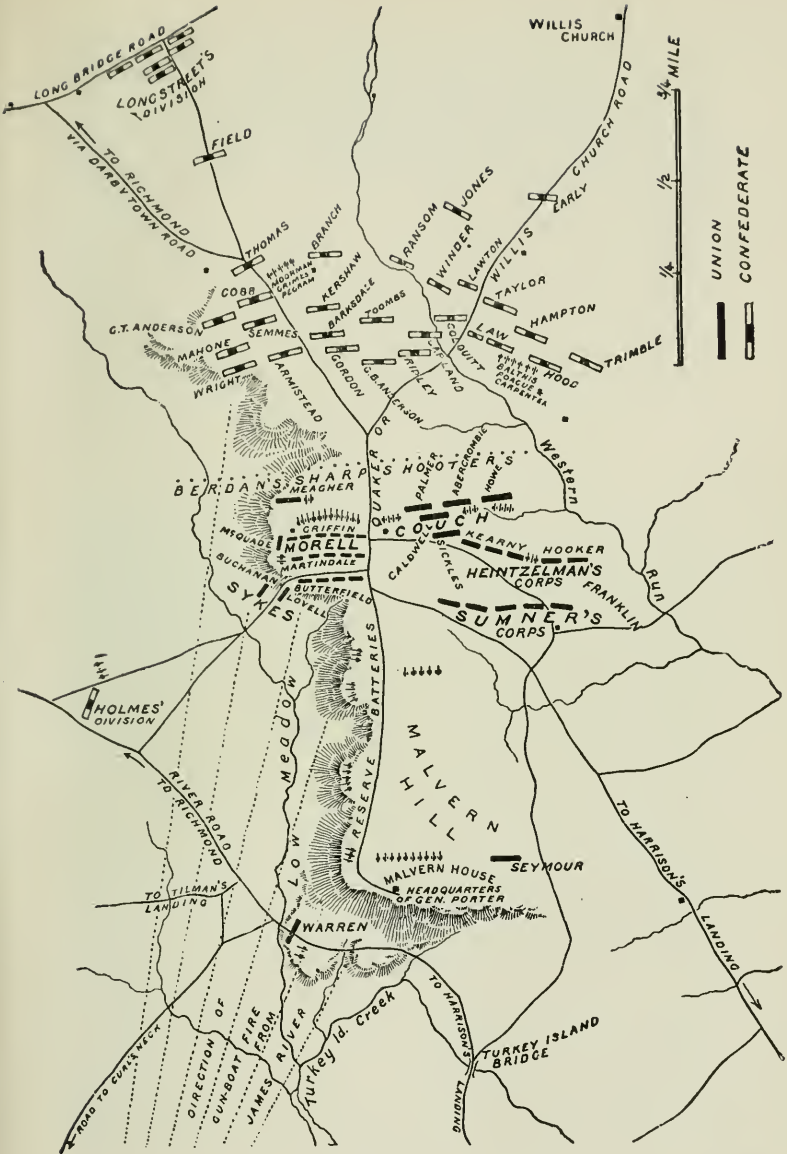 WILLIS
CHURCH
LONG BRIDGE ROAD
LONGSTREET'S
DIVISION
3/4 MILE
1/2
1/4
UNION
CONFEDERATE
TO RICHMOND
VIA DARBYTOWN ROAD
FIELD
WILLIS CHURCH ROAD
EARLY
JONES
RANSOM
WINDER
LAWTON
THOMAS
BRANCH
MOORMAN
GRIMES
PEGRAM
COBB
KERSHAW
BARKSDALE
TOOMBS
TAYLOR
HAMPTON
G.T. ANDERSON
SEMMES
MAHONE
WRIGHT
ARMISTEAD
GORDON
G.B. ANDERSON
RIPLEY
GARLAND
COLQUITT
LAW
HOOD
TRIMBLE
BALTHIS
POAGUE &
CARPENTER
QUAKER OR
BERDAN'S SHARPSHOOTERS
Western Run
MEAGHER
PALMER
ABERCROMBIE
HOWE
GRIFFIN
COUCH
McQUADE
MORELL
MARTINDALE
CALDWELL
SICKLES
KEARNY
HOOKER
HEINTZELMAN'S
CORPS
FRANKLIN
BUCHANAN
SYKES
LOVELL
BUTTERFIELD
SUMNER'S
CORPS
HOLMES'
DIVISION
Low Meadow
RESERVE BATTERIES
MALVERN
HILL
RIVER ROAD
TO RICHMOND
TO HARRISON'S LANDING
SEYMOUR
MALVERN HOUSE
HEADQUARTERS
OF GEN. PORTER
TO TILMAN'S
LANDING
WARREN
TO HARRISON'S LANDING
Turkey Id. Creek
TURKEY ISLAND
BRIDGE
ROAD TO CURL'S NECK
DIRECTION OF
GUN-BOAT FIRE
FROM
JAMES RIVER